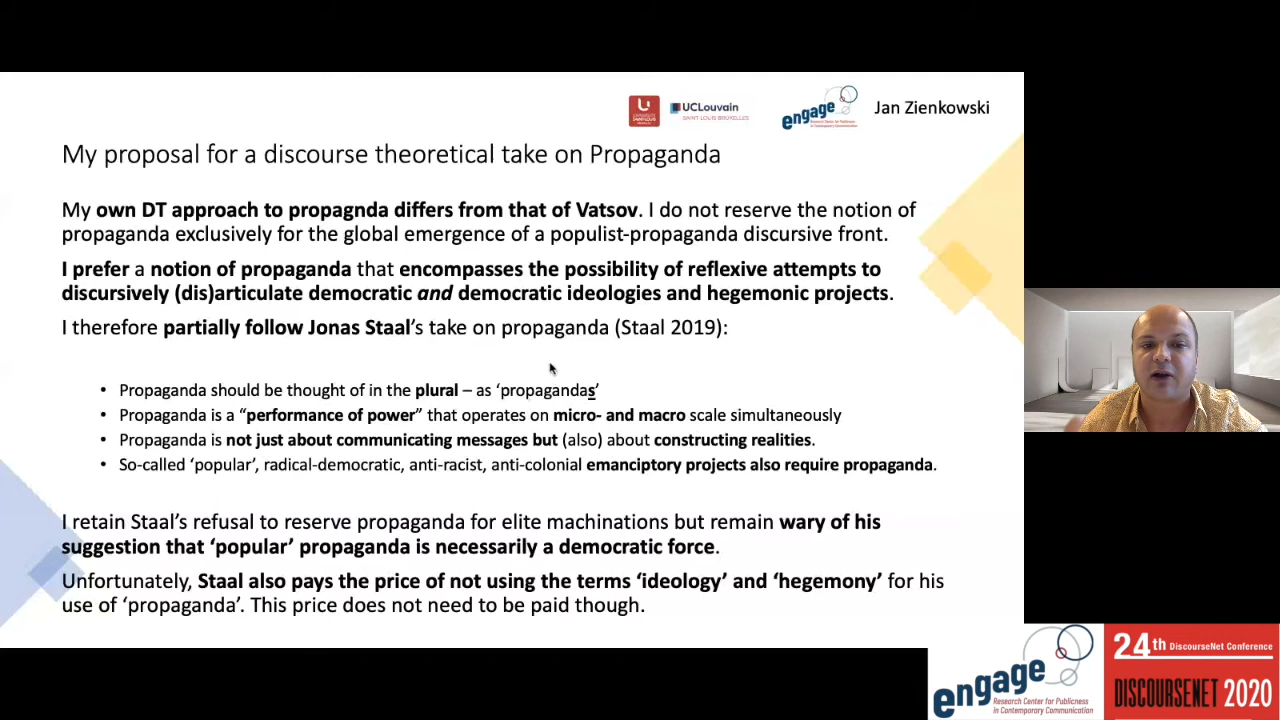 UCLouvain
SAINT-LOUIS BRUXELLES
engage
Jan Zienkowski
My proposal for a discourse theoretical take on Propaganda
My own DT approach to propagnda differs from that of Vatsov. I do not reserve the notion of
propaganda exclusively for the global emergence of a populist-propaganda discursive front.
I prefer a notion of propaganda that encompasses the possibility of reflexive attempts to
discursively (dis)articulate democratic and democratic ideologies and hegemonic projects.
I therefore partially follow Jonas Staal's take on propaganda (Staal 2019):
• Propaganda should be thought of in the plural – as 'propagandas'
• Propaganda is a “performance of power” that operates on micro- and macro scale simultaneously
• Propaganda is not just about communicating messages but (also) about constructing realities.
• So-called 'popular', radical-democratic, anti-racist, anti-colonial emanciptory projects also require propaganda.
I retain Staal's refusal to reserve propaganda for elite machinations but remain wary of his
suggestion that 'popular' propaganda is necessarily a democratic force.
Unfortunately, Staal also pays the price of not using the terms 'ideology' and 'hegemony' for his
use of 'propaganda'. This price does not need to be paid though.
engage
Research Center for Publicness
in Contemporary Communication
24th DiscourseNet Conference
DISCOURSENET 2020